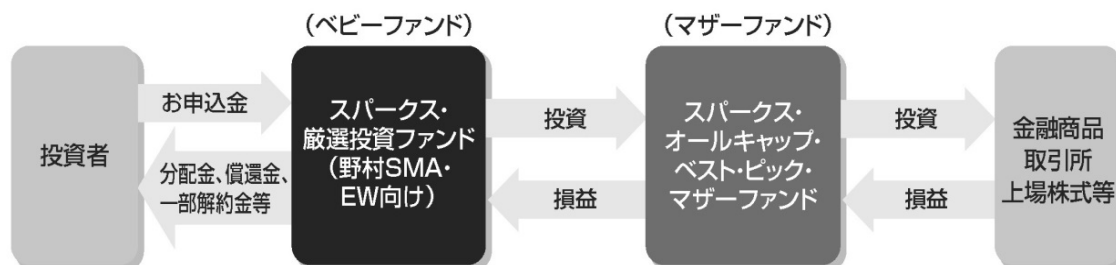 (ベビーファンド)
(マザーファンド)
投資者
お申込金
分配金、償還金、
一部解約金等
スパークス・
厳選投資ファンド
(野村SMA・
EW向け)
投資
損益
スパークス・
オールキャップ・
ベスト・ピック・
マザーファンド
投資
損益
金融商品
取引所
上場株式等